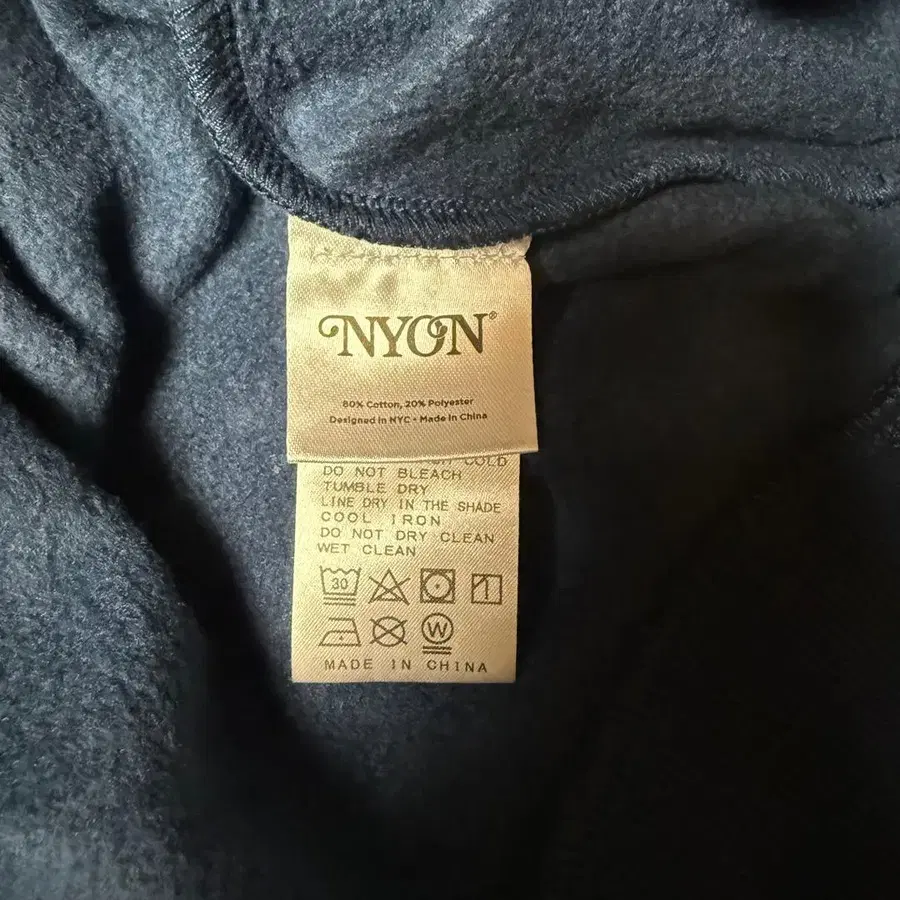 NYON®
80% Cotton, 20% Polyester
Designed in NYC • Made in China
COLD
DO NOT BLEACH
TUMBLE DRY
LINE DRY IN THE SHADE
COOL IRON
DO NOT DRY CLEAN
WET CLEAN
30
W
MADE IN CHINA